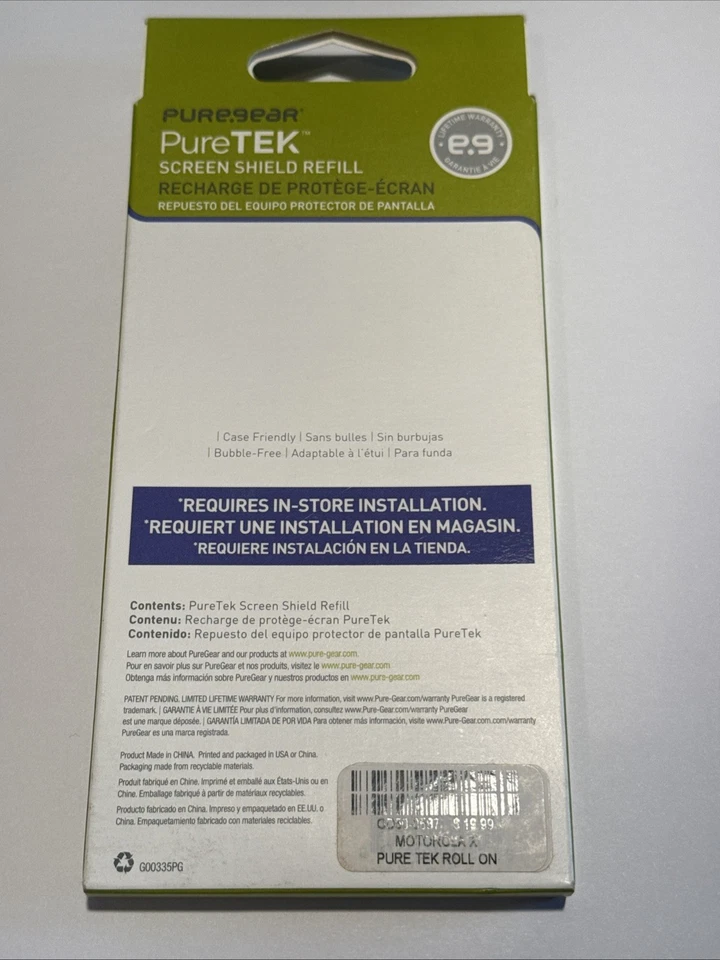 PUREGEAR®
PureTEK™
SCREEN SHIELD REFILL
RECHARGE DE PROTÈGE-ÉCRAN
REPUESTO DEL EQUIPO PROTECTOR DE PANTALLA
LIFETIME WARRANTY
GARANTIE À VIE
| Case Friendly | Sans bulles | Sin burbujas
| Bubble-Free | Adaptable à l'étui | Para funda
*REQUIRES IN-STORE INSTALLATION.
*REQUIERT UNE INSTALLATION EN MAGASIN.
*REQUIERE INSTALACIÓN EN LA TIENDA.
Contents: PureTek Screen Shield Refill
Contenu: Recharge de protège-écran PureTek
Contenido: Repuesto del equipo protector de pantalla PureTek
Learn more about PureGear and our products at www.pure-gear.com.
Pour en savoir plus sur PureGear et nos produits, visitez le www.pure-gear.com
Obtenga más información sobre PureGear y nuestros productos en www.pure-gear.com
PATENT PENDING. LIMITED LIFETIME WARRANTY For more information, visit www.Pure-Gear.com/warranty PureGear is a registered
trademark. | GARANTIE À VIE LIMITÉE Pour plus d'information, consultez www.Pure-Gear.com/warranty PureGear
est une marque déposée. | GARANTÍA LIMITADA DE POR VIDA Para obtener más información, visite www.Pure-Gear.com.com/warranty
PureGear es una marca registrada.
Product Made in CHINA. Printed and packaged in USA or China.
Packaging made from recyclable materials.
Produit fabriqué en Chine. Imprimé et emballé aux États-Unis ou en
Chine. Emballage fabriqué à partir de matériaux recyclables.
Producto fabricado en China. Impreso y empaquetado en EE.UU. o
China. Empaquetamiento fabricado con materiales reciclables.
G00335PG
$ 19.99
MOTOROLA X
PURE TEK ROLL ON